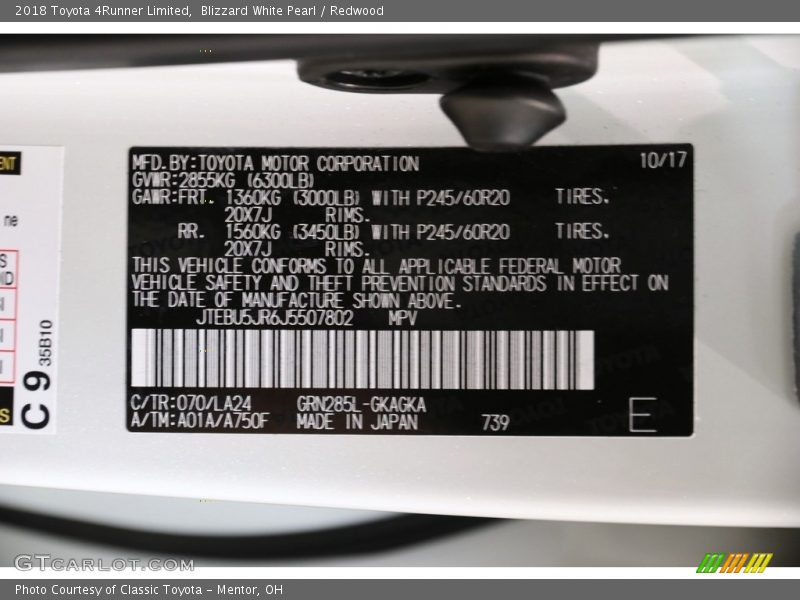 2018 Toyota 4Runner Limited, Blizzard White Pearl / Redwood
MFD.BY:TOYOTA MOTOR CORPORATION 10/17
GVWR:2855KG (6300LB)
GAWR:FRT. 1360KG (3000LB) WITH P245/60R20 TIRES.
20X7J RIMS.
RR. 1560KG (3450LB) WITH P245/60R20 TIRES.
20X7J RIMS.
THIS VEHICLE CONFORMS TO ALL APPLICABLE FEDERAL MOTOR
VEHICLE SAFETY AND THEFT PREVENTION STANDARDS IN EFFECT ON
THE DATE OF MANUFACTURE SHOWN ABOVE.
JTEBU5JR6J5507802 MPV
C/TR:070/LA24 GRN285L-GKAGKA
A/TM:A01A/A750F MADE IN JAPAN 739 E
ne
C 9 35B10
GTcarlot.com
Photo Courtesy of Classic Toyota - Mentor, OH